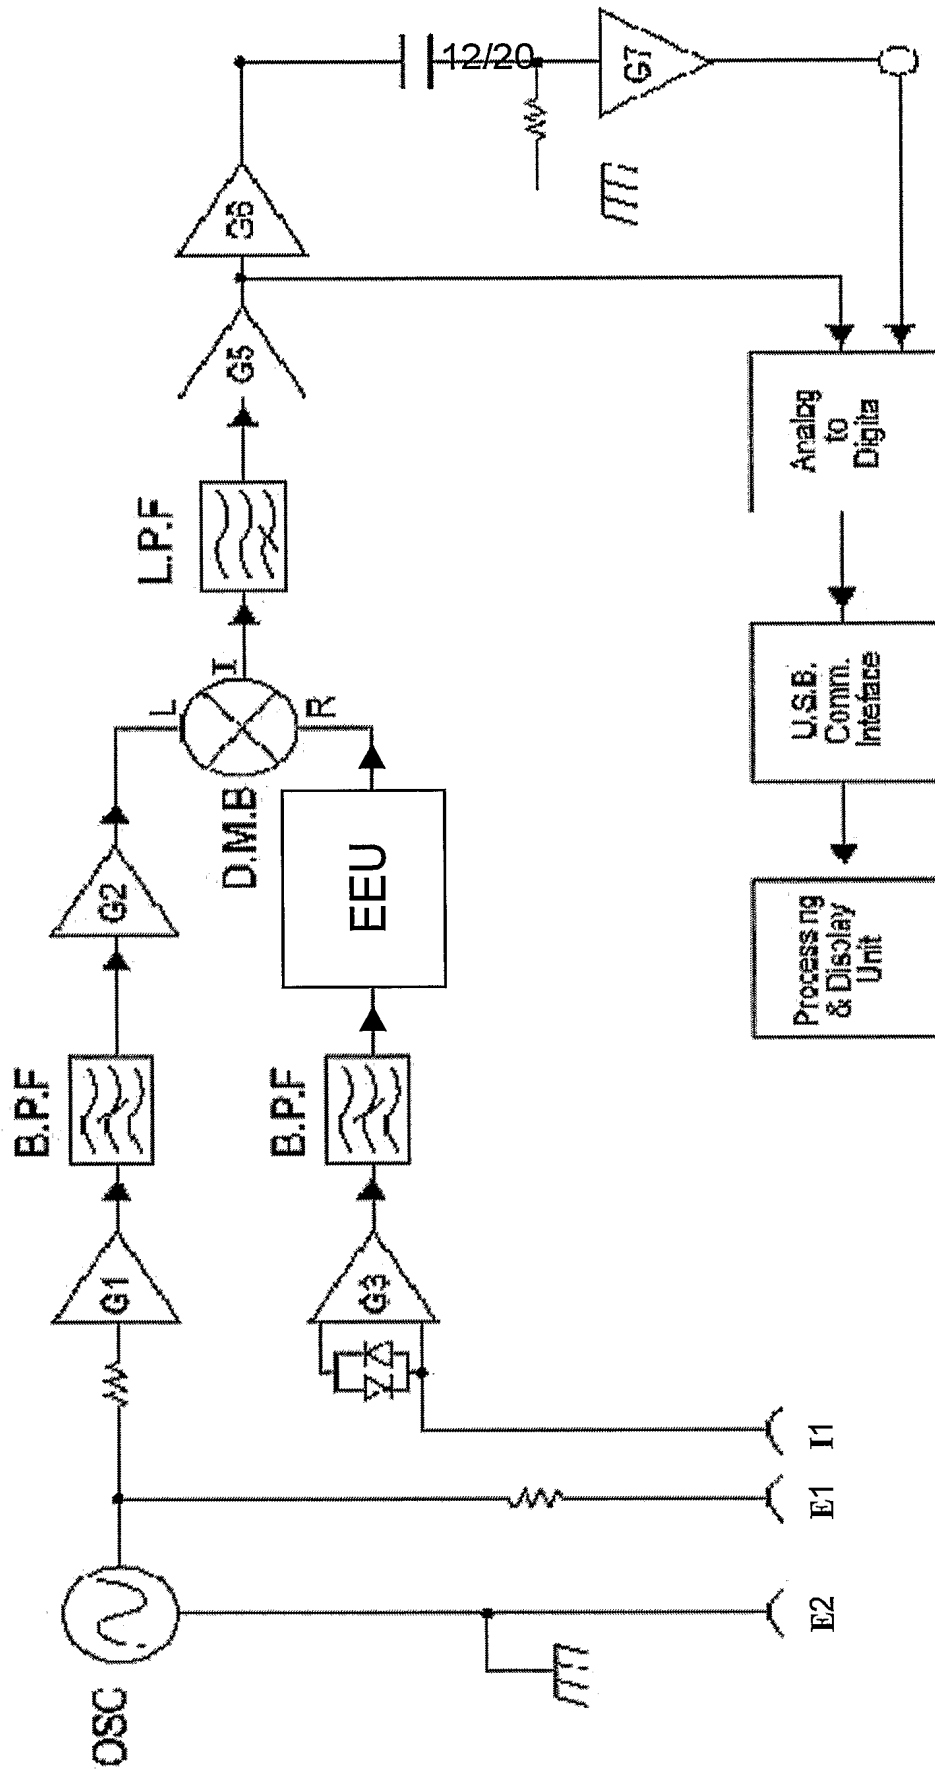 OSC
G1
B.P.F
G2
L
D.M.B
I
R
L.P.F
G5
G6
12/20
G7
G3
B.P.F
EEU
E2
E1
I1
Processing
& Display
Unit
U.S.B.
Comm.
Inteface
Analog
to
Digita